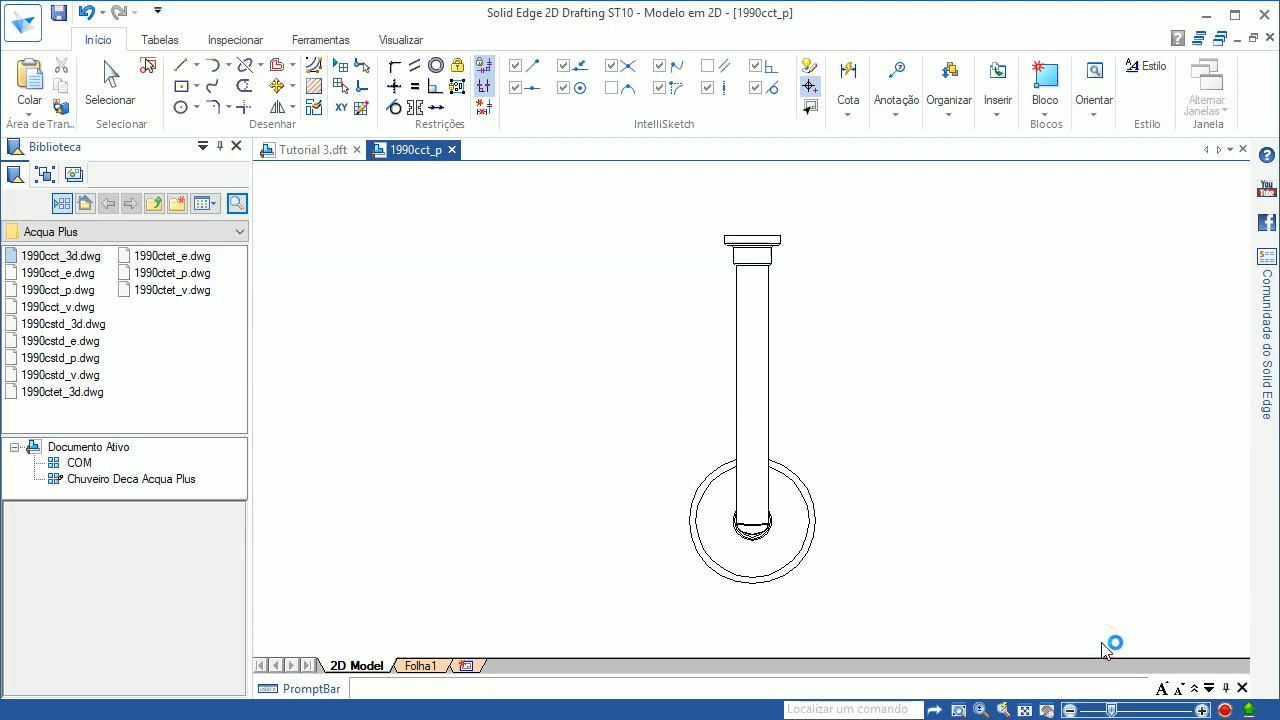 Solid Edge 2D Drafting ST10 - Modelo em 2D - [1990cct_p]
Início
Tabelas
Inspecionar
Ferramentas
Visualizar
Colar
Selecionar
Cota
Anotação
Organizar
Inserir
Bloco
Orientar
Estilo
Alternar
Janelas
Área de Tran...
Selecionar
Desenhar
Restrições
IntelliSketch
Blocos
Estilo
Janela
Biblioteca
Tutorial 3.dft
1990cct_p
Acqua Plus
1990cct_3d.dwg
1990cct_e.dwg
1990cct_p.dwg
1990cct_v.dwg
1990cstd_3d.dwg
1990cstd_e.dwg
1990cstd_p.dwg
1990cstd_v.dwg
1990ctet_3d.dwg
1990ctet_e.dwg
1990ctet_p.dwg
1990ctet_v.dwg
Documento Ativo
COM
Chuveiro Deca Acqua Plus
You
Tube
Comunidade do Solid Edge
2D Model
Folha1
PromptBar
Localizar um comando